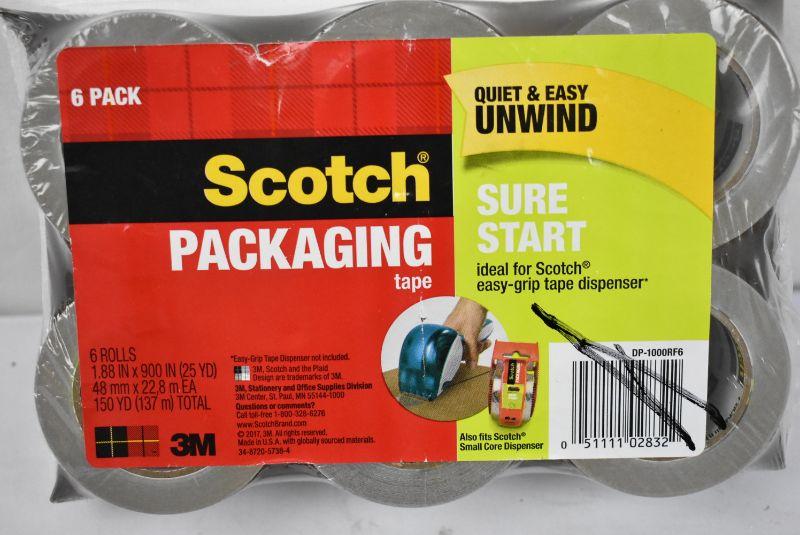 6 PACK
Scotch®
PACKAGING
tape
QUIET & EASY
UNWIND
SURE
START
ideal for Scotch®
easy-grip tape dispenser*
6 ROLLS
1.88 IN x 900 IN (25 YD)
48 mm x 22,8 m EA
150 YD (137 m) TOTAL
3M
*Easy-Grip Tape Dispenser not included.
3M, Scotch and the Plaid
Design are trademarks of 3M.
3M, Stationery and Office Supplies Division
3M Center, St. Paul, MN 55144-1000
Questions or comments?
Call toll-free 1-800-328-6276
www.ScotchBrand.com
© 2017, 3M. All rights reserved.
Made in U.S.A. with globally sourced materials.
34-8720-5738-4
Scotch
Also fits Scotch®
Small Core Dispenser
DP-1000RF6
0 51111 02832